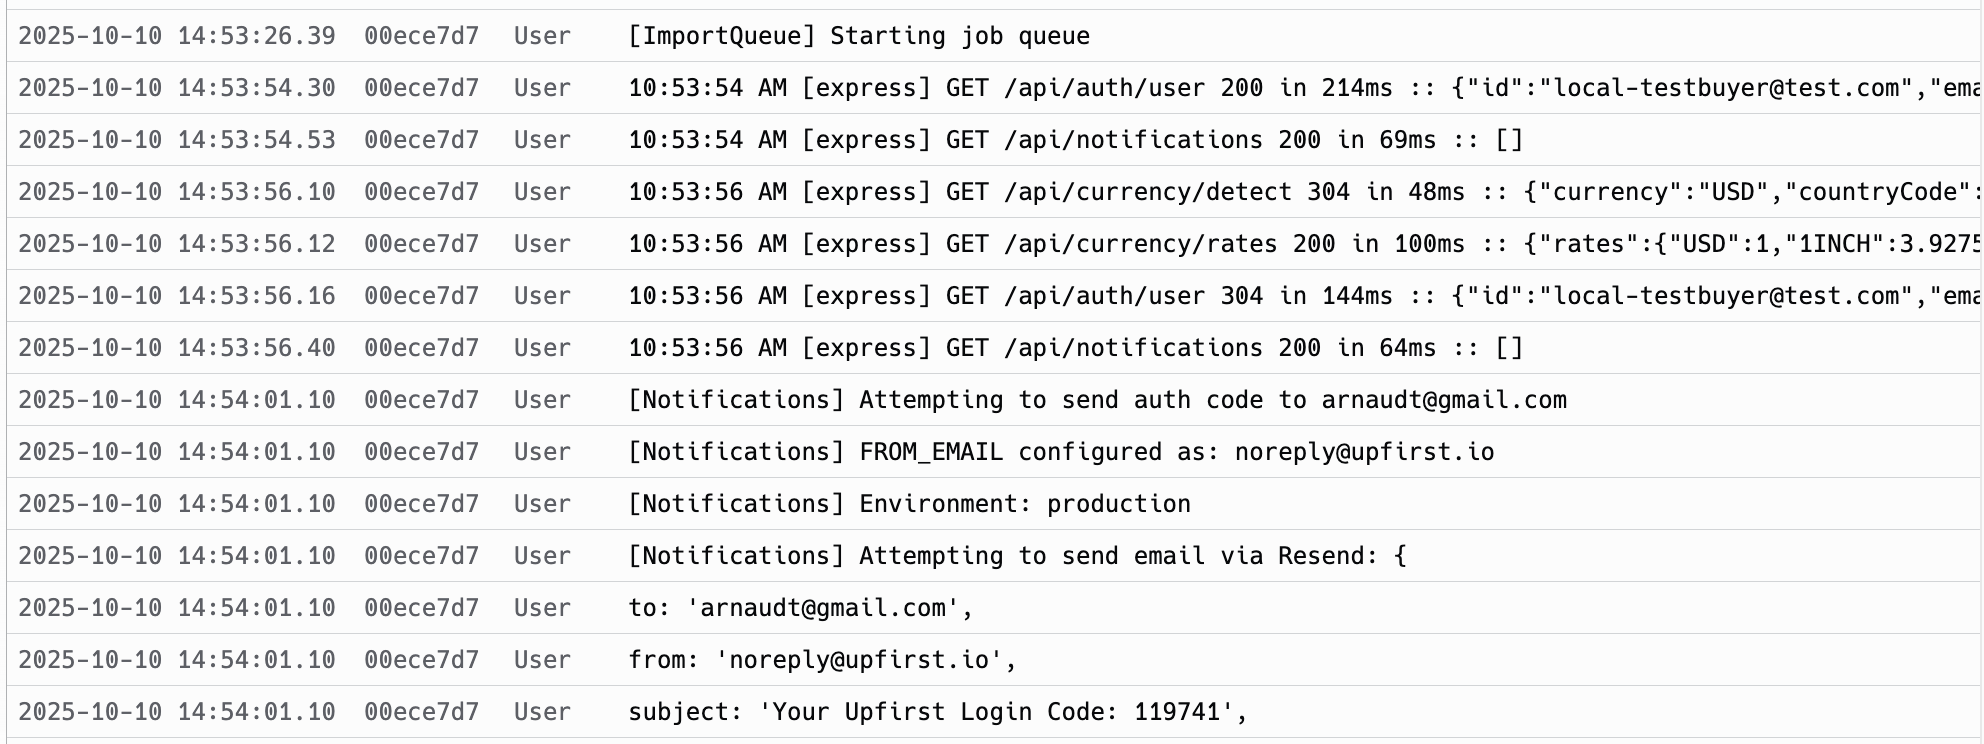 2025-10-10 14:53:26.39 00ece7d7 User [ImportQueue] Starting job queue
2025-10-10 14:53:54.30 00ece7d7 User 10:53:54 AM [express] GET /api/auth/user 200 in 214ms :: {"id":"local-testbuyer@test.com","ema
2025-10-10 14:53:54.53 00ece7d7 User 10:53:54 AM [express] GET /api/notifications 200 in 69ms :: []
2025-10-10 14:53:56.10 00ece7d7 User 10:53:56 AM [express] GET /api/currency/detect 304 in 48ms :: {"currency":"USD","countryCode":
2025-10-10 14:53:56.12 00ece7d7 User 10:53:56 AM [express] GET /api/currency/rates 200 in 100ms :: {"rates":{"USD":1,"1INCH":3.9275
2025-10-10 14:53:56.16 00ece7d7 User 10:53:56 AM [express] GET /api/auth/user 304 in 144ms :: {"id":"local-testbuyer@test.com","ema
2025-10-10 14:53:56.40 00ece7d7 User 10:53:56 AM [express] GET /api/notifications 200 in 64ms :: []
2025-10-10 14:54:01.10 00ece7d7 User [Notifications] Attempting to send auth code to arnaudt@gmail.com
2025-10-10 14:54:01.10 00ece7d7 User [Notifications] FROM_EMAIL configured as: noreply@upfirst.io
2025-10-10 14:54:01.10 00ece7d7 User [Notifications] Environment: production
2025-10-10 14:54:01.10 00ece7d7 User [Notifications] Attempting to send email via Resend: {
2025-10-10 14:54:01.10 00ece7d7 User to: 'arnaudt@gmail.com',
2025-10-10 14:54:01.10 00ece7d7 User from: 'noreply@upfirst.io',
2025-10-10 14:54:01.10 00ece7d7 User subject: 'Your Upfirst Login Code: 119741',